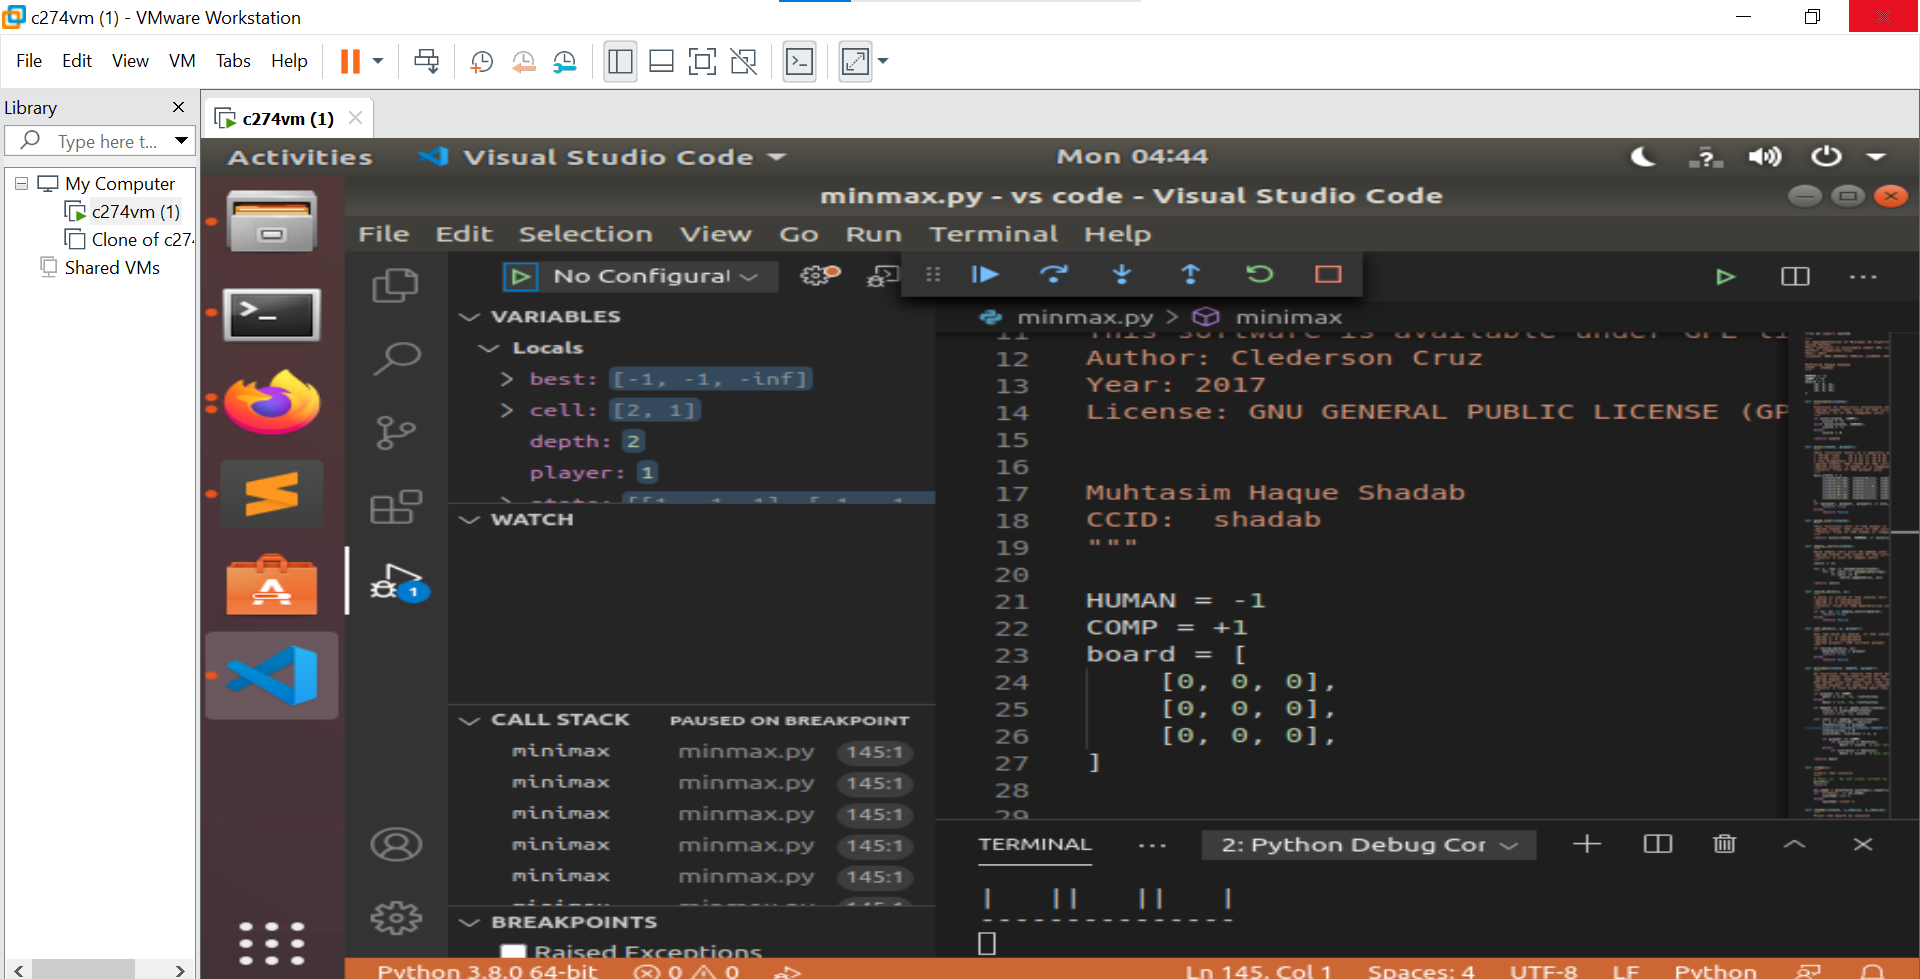 c274vm (1) - VMware Workstation
File Edit View VM Tabs Help
Library
Type here t...
My Computer
c274vm (1)
Clone of c27
Shared VMs
c274vm (1)
Activities Visual Studio Code Mon 04:44
minmax.py - vs code - Visual Studio Code
File Edit Selection View Go Run Terminal Help
No Configurat
VARIABLES
Locals
best: [-1, -1, -inf]
cell: [2, 1]
depth: 2
player: 1
WATCH
CALL STACK PAUSED ON BREAKPOINT
minimax minmax.py 145:1
minimax minmax.py 145:1
minimax minmax.py 145:1
minimax minmax.py 145:1
minimax minmax.py 145:1
BREAKPOINTS
Raised Exceptions
1
minmax.py > minimax
11 This software is available under GPL
12 Author: Clederson Cruz
13 Year: 2017
14 License: GNU GENERAL PUBLIC LICENSE (GP
15
16
17 Muhtasim Haque Shadab
18 CCID: shadab
19 """
20
21 HUMAN = -1
22 COMP = +1
23 board = [
24 [0, 0, 0],
25 [0, 0, 0],
26 [0, 0, 0],
27 ]
28
29
TERMINAL ... 2: Python Debug Cor
| || || |
---------------
Python 3.8.0 64-bit 0 0 Ln 145, Col 1 Spaces: 4 UTF-8 LF Python